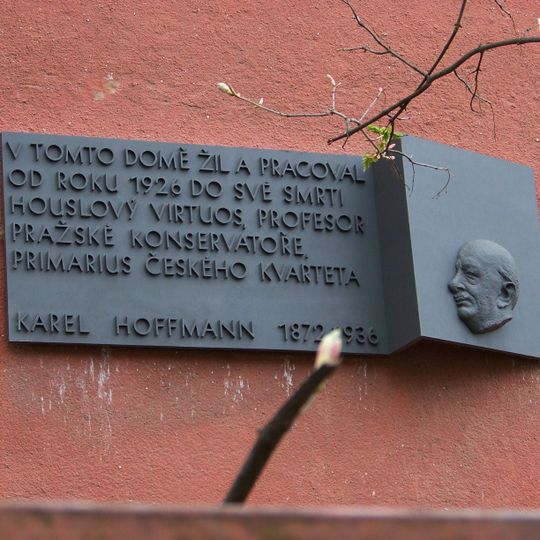 V TOMTO DOMĚ ŽIL A PRACOVAL
OD ROKU 1926 DO SVÉ SMRTI
HOUSLOVÝ VIRTUOS, PROFESOR
PRAŽSKÉ KONSERVATOŘE,
PRIMARIUS ČESKÉHO KVARTETA
KAREL HOFFMANN 1872-1936